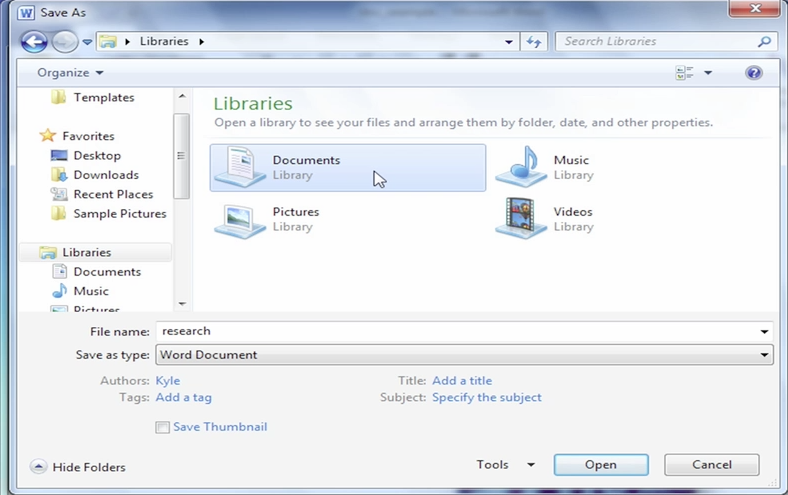 Save As
Libraries
Search Libraries
Organize
Templates
Favorites
Desktop
Downloads
Recent Places
Sample Pictures
Libraries
Documents
Music
Pictures
Libraries
Open a library to see your files and arrange them by folder, date, and other properties.
Documents
Library
Music
Library
Pictures
Library
Videos
Library
File name: research
Save as type: Word Document
Authors: Kyle Title: Add a title
Tags: Add a tag Subject: Specify the subject
Save Thumbnail
Hide Folders Tools Open Cancel